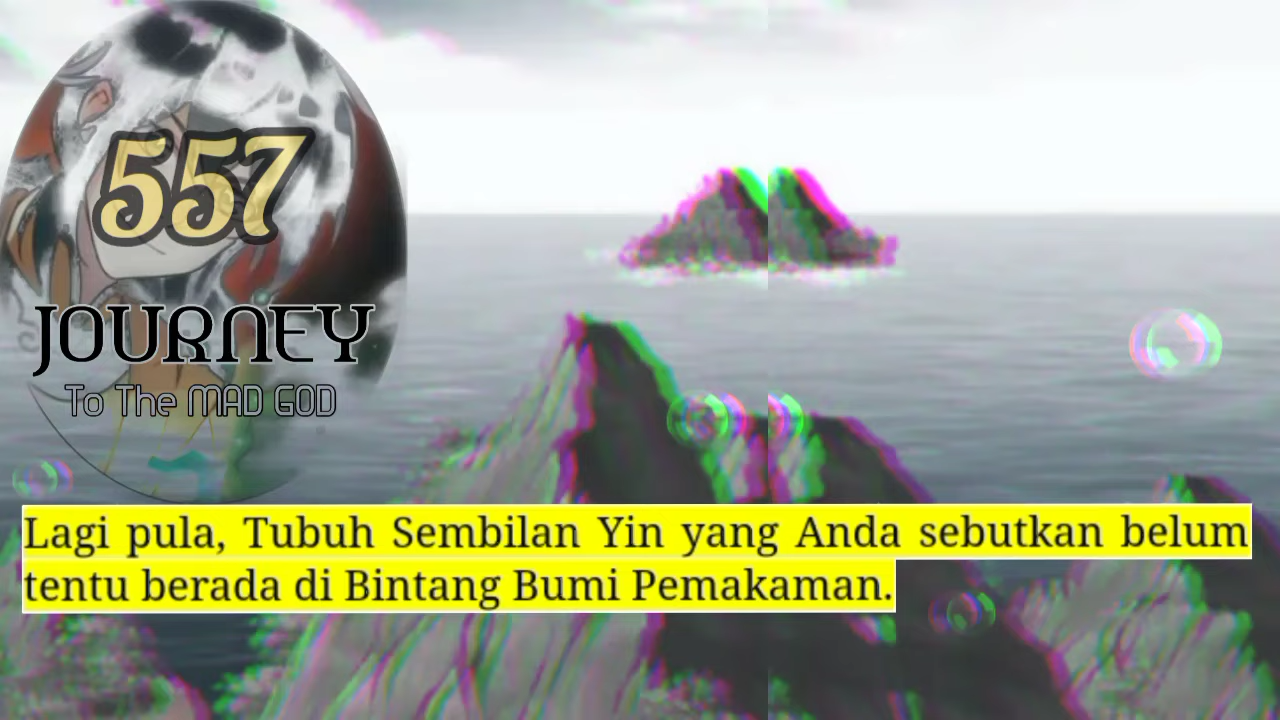 557
JOURNEY
To The MAD GOD
Lagi pula, Tubuh Sembilan Yin yang Anda sebutkan belum
tentu berada di Bintang Bumi Pemakaman.